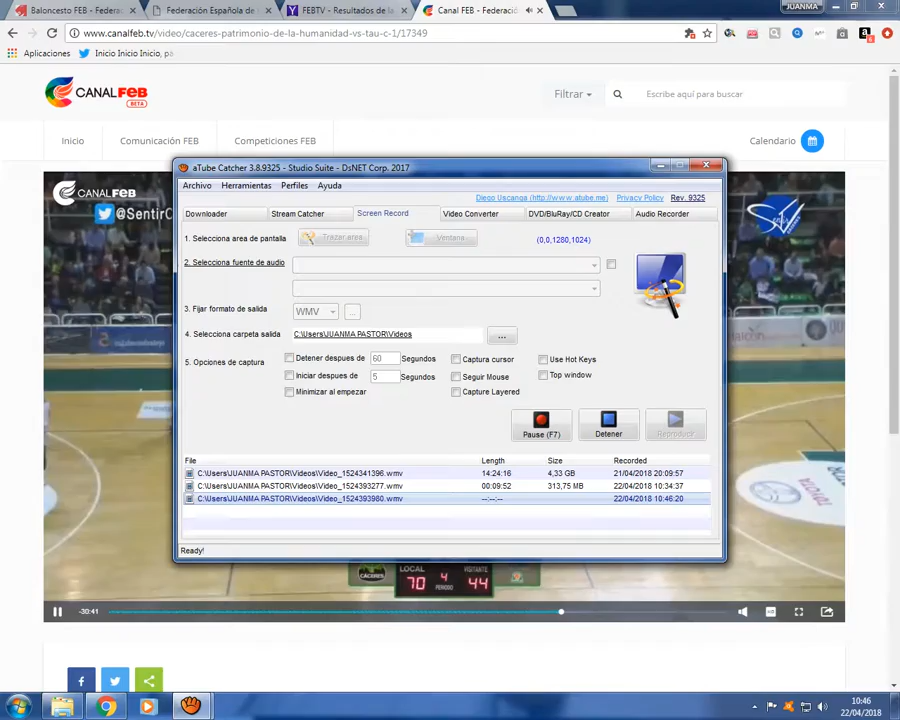 JUANMA
Baloncesto FEB - Federac
Federación Española de
FEBTV - Resultados de la
Canal FEB - Federació
www.canalfeb.tv/video/caceres-patrimonio-de-la-humanidad-vs-tau-c-1/17349
Aplicaciones Inicio Inicio Inicio, pa
CANAL FEB
BETA
Filtrar
Escribe aquí para buscar
Inicio Comunicación FEB Competiciones FEB Calendario
aTube Catcher 3.8.9325 - Studio Suite - DsNET Corp. 2017
Archivo Herramientas Perfiles Ayuda
Diego Uscanga (http://www.atube.me) Privacy Policy Rev. 9325
Downloader Stream Catcher Screen Record Video Converter DVD/BluRay/CD Creator Audio Recorder
CANAL FEB
@SentirC
1. Selecciona area de pantalla Trazar area Ventana (0,0,1280,1024)
2. Selecciona fuente de audio
3. Fijar formato de salida WMV ...
4. Selecciona carpeta salida C:\Users\JUANMA PASTOR\Videos ...
5. Opciones de captura Detener despues de 60 Segundos Captura cursor Use Hot Keys
Iniciar despues de 5 Segundos Seguir Mouse Top window
Minimizar al empezar Capture Layered
Pause (F7) Detener Reproducir
File Length Size Recorded
C:\Users\JUANMA PASTOR\Videos\Video_1524341396.wmv 14:24:16 4,33 GB 21/04/2018 20:09:57
C:\Users\JUANMA PASTOR\Videos\Video_1524393277.wmv 00:09:52 313,75 MB 22/04/2018 10:34:37
C:\Users\JUANMA PASTOR\Videos\Video_1524393980.wmv --:--:-- 22/04/2018 10:46:20
Ready!
CÁCERES LOCAL 70 4 PERIODO VISITANTE 44
TOYOTA
-30:41
10:46
22/04/2018